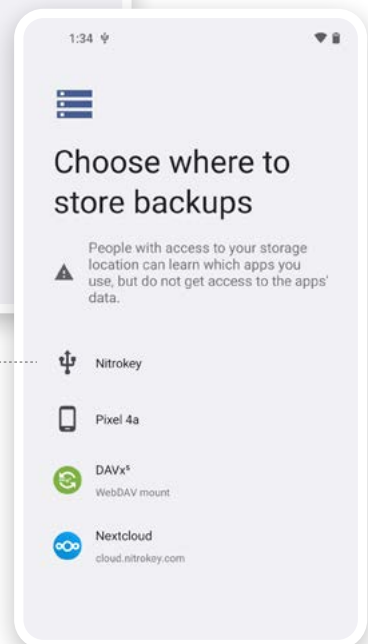 1:34
Choose where to
store backups
People with access to your storage
location can learn which apps you
use, but do not get access to the apps'
data.
Nitrokey
Pixel 4a
DAVx⁵
WebDAV mount
Nextcloud
cloud.nitrokey.com